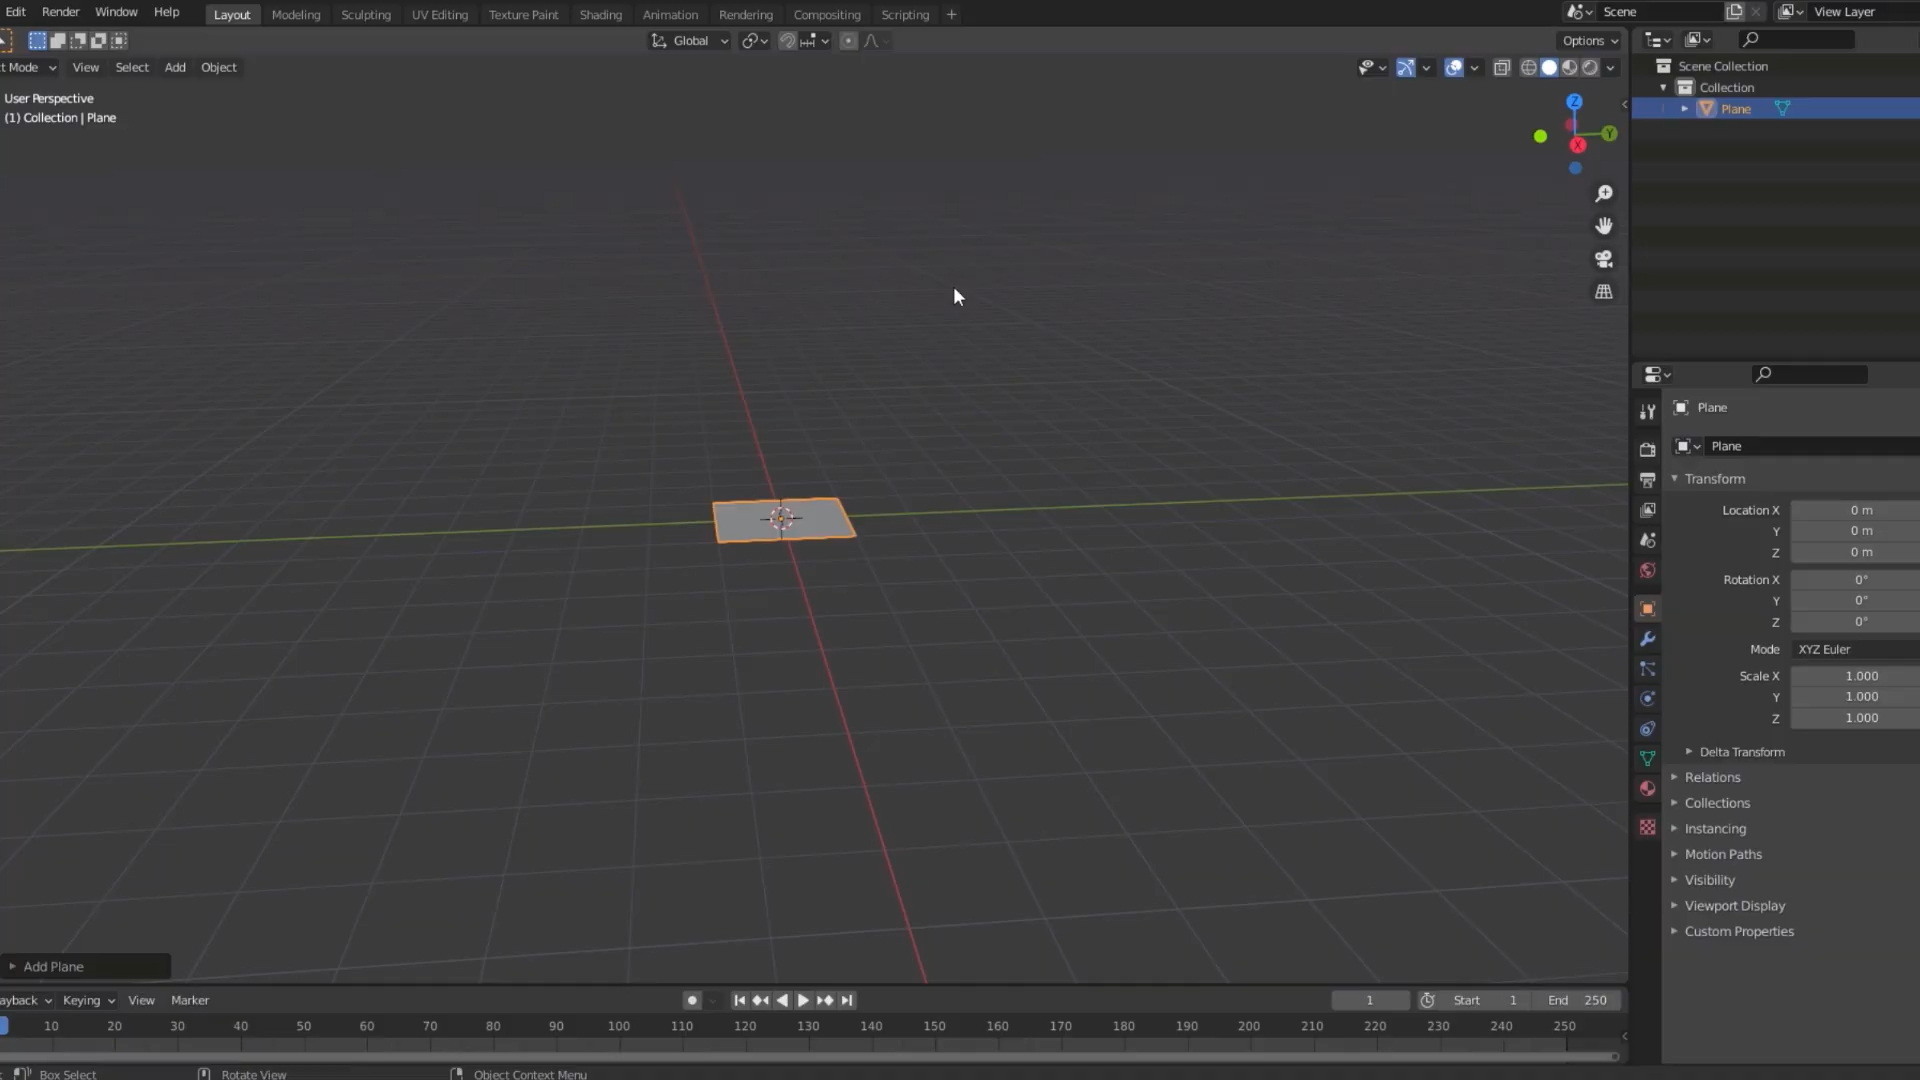 Edit Render Window Help Layout Modeling Sculpting UV Editing Texture Paint Shading Animation Rendering Compositing Scripting + Scene View Layer
Global Options
t Mode View Select Add Object
User Perspective
(1) Collection | Plane
Z
Y
X
Scene Collection
Collection
Plane
Plane
Plane
Transform
Location X 0 m
Y 0 m
Z 0 m
Rotation X 0°
Y 0°
Z 0°
Mode XYZ Euler
Scale X 1.000
Y 1.000
Z 1.000
Delta Transform
Relations
Collections
Instancing
Motion Paths
Visibility
Viewport Display
Custom Properties
Add Plane
ayback Keying View Marker 1 Start 1 End 250
10 20 30 40 50 60 70 80 90 100 110 120 130 140 150 160 170 180 190 200 210 220 230 240 250
Box Select Rotate View Object Context Menu